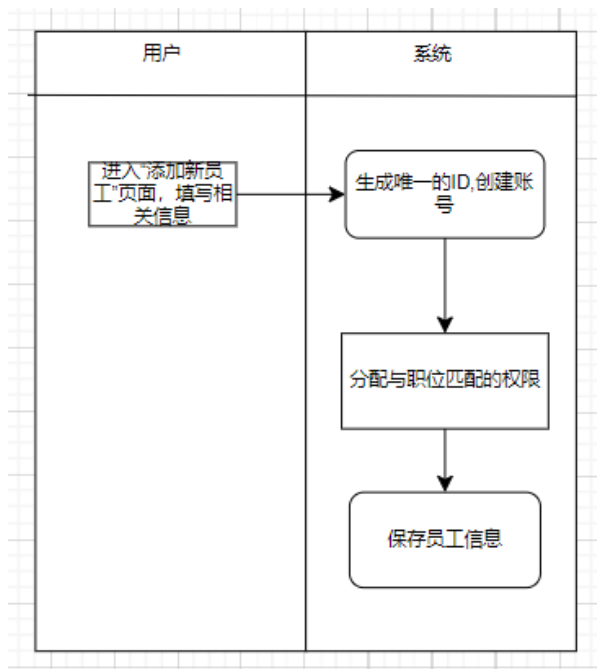 用户
系统
进入“添加新员
工”页面，填写相
关信息
生成唯一的ID,创建账
号
分配与职位匹配的权限
保存员工信息